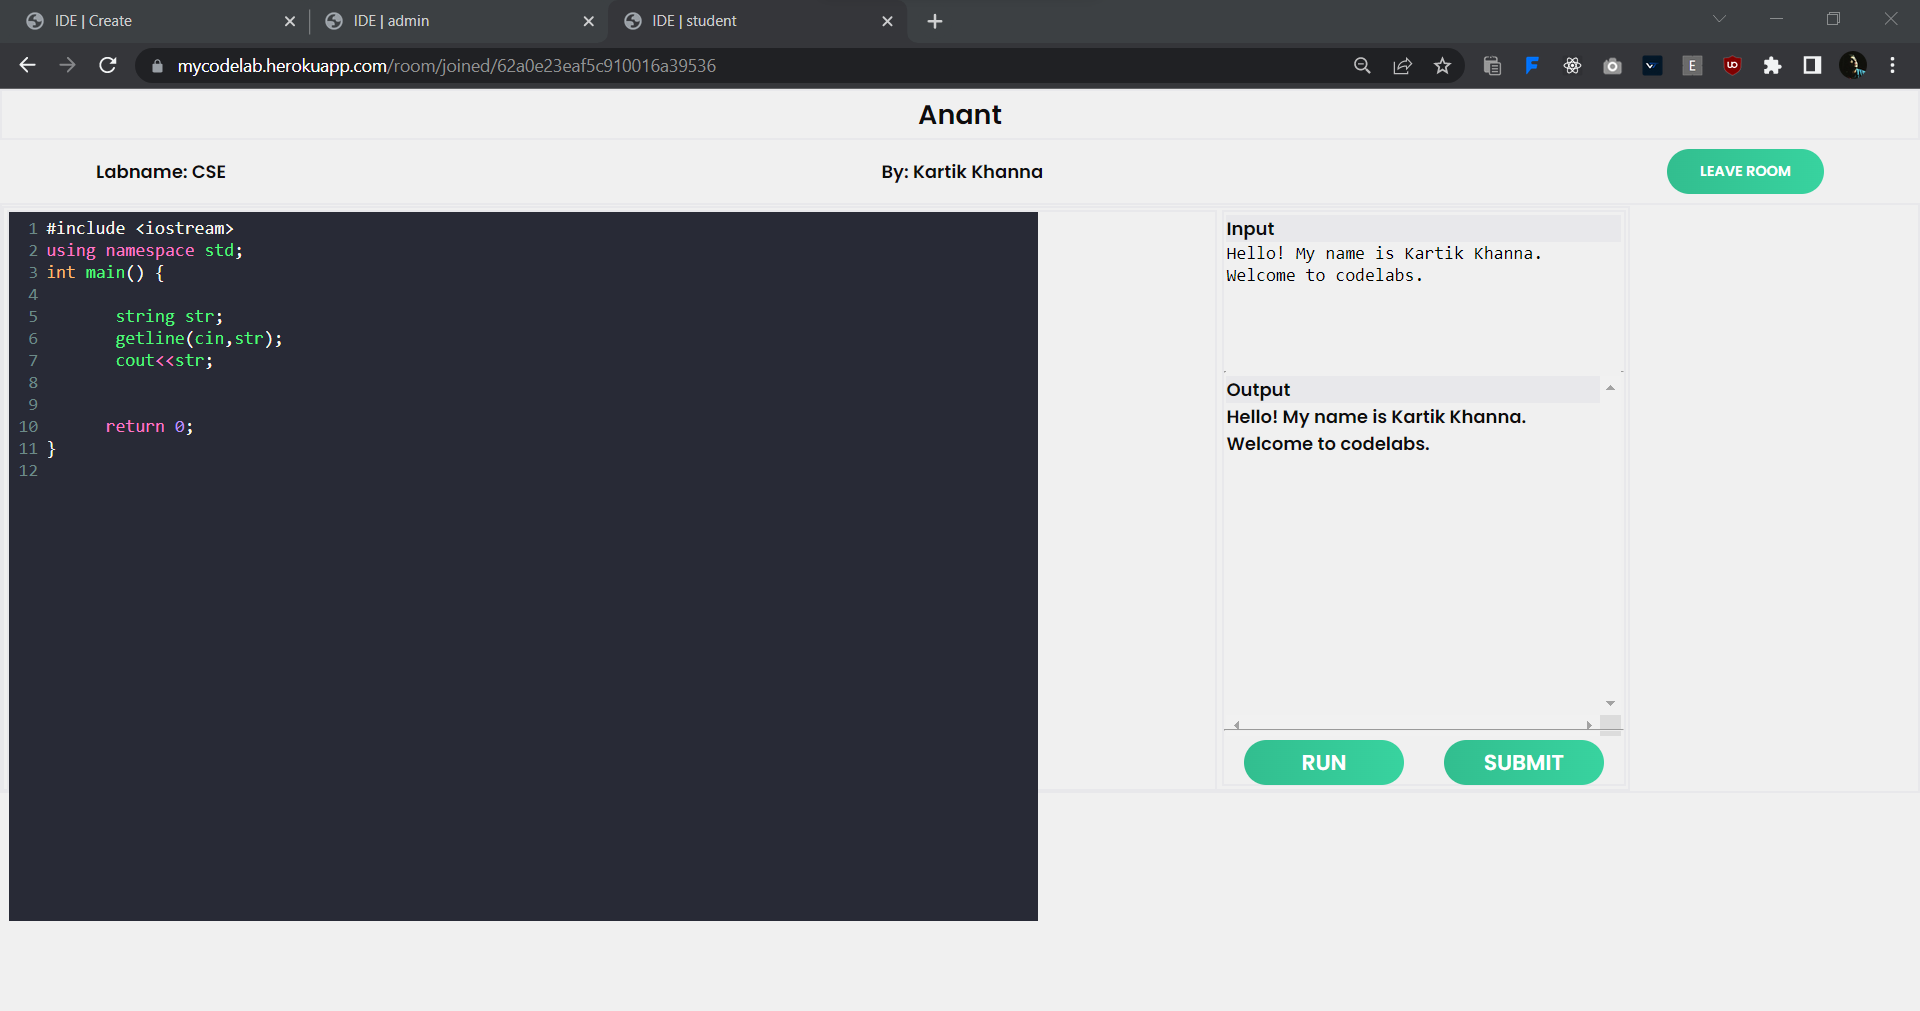 IDE | Create
IDE | admin
IDE | student
mycodelab.herokuapp.com/room/joined/62a0e23eaf5c910016a39536
F
E
UD
Anant
Labname: CSE
By: Kartik Khanna
LEAVE ROOM
1 #include <iostream>
2 using namespace std;
3 int main() {
4
5 string str;
6 getline(cin,str);
7 cout<<str;
8
9
10 return 0;
11 }
12
Input
Hello! My name is Kartik Khanna.
Welcome to codelabs.
Output
Hello! My name is Kartik Khanna.
Welcome to codelabs.
RUN
SUBMIT